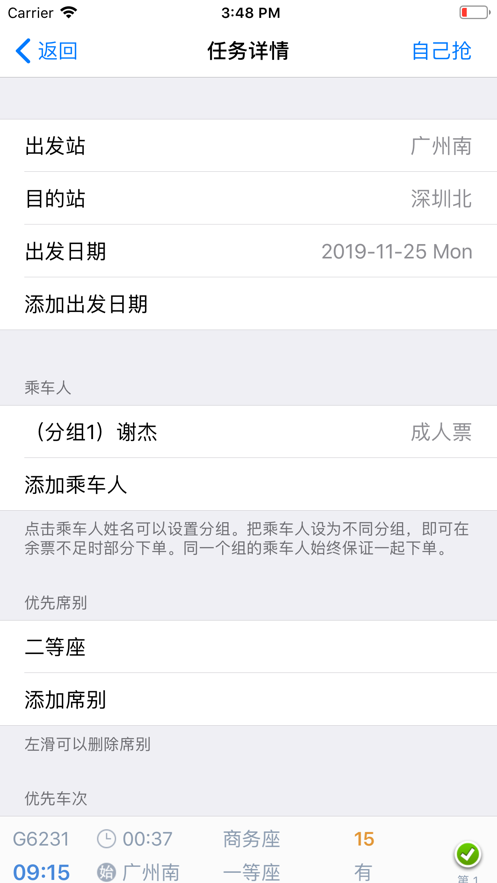 Carrier 3:48 PM
返回 任务详情 自己抢
出发站 广州南
目的站 深圳北
出发日期 2019-11-25 Mon
添加出发日期
乘车人
（分组1）谢杰 成人票
添加乘车人
点击乘车人姓名可以设置分组。把乘车人设为不同分组，即可在
余票不足时部分下单。同一个组的乘车人始终保证一起下单。
优先席别
二等座
添加席别
左滑可以删除席别
优先车次
G6231 00:37 商务座 15
09:15 始 广州南 一等座 有
第 1